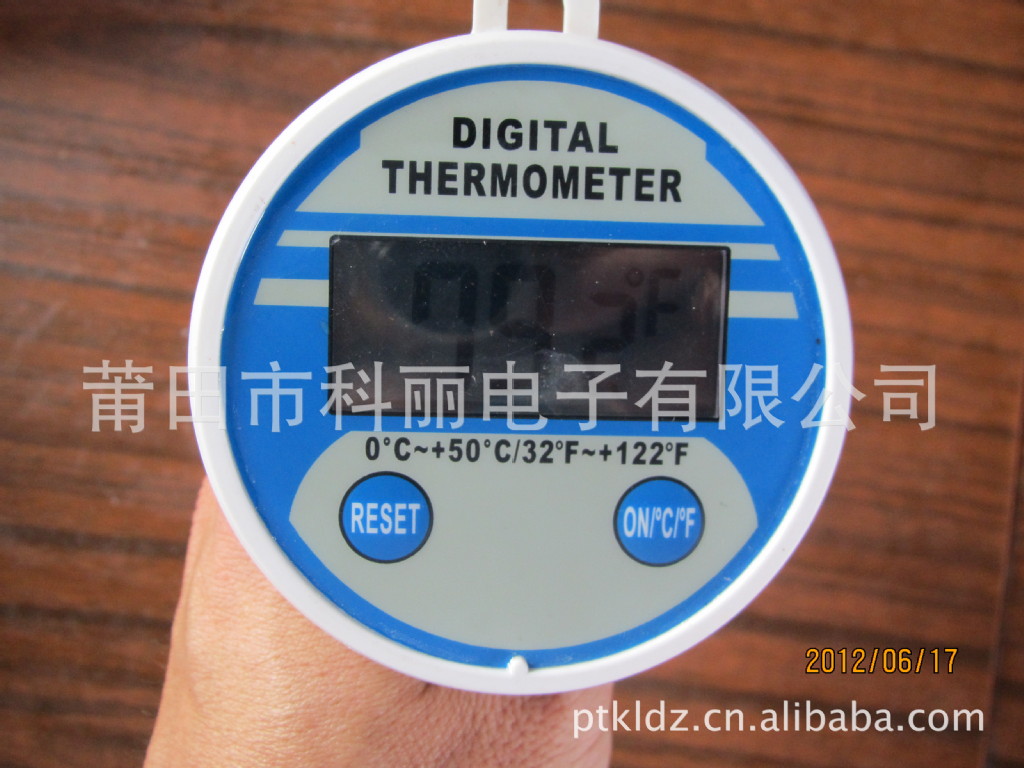 DIGITAL
THERMOMETER
°F
莆田市科丽电子有限公司
0°C~+50°C/32°F~+122°F
RESET
ON/°C/°F
2012/06/17
ptkldz.cn.alibaba.com